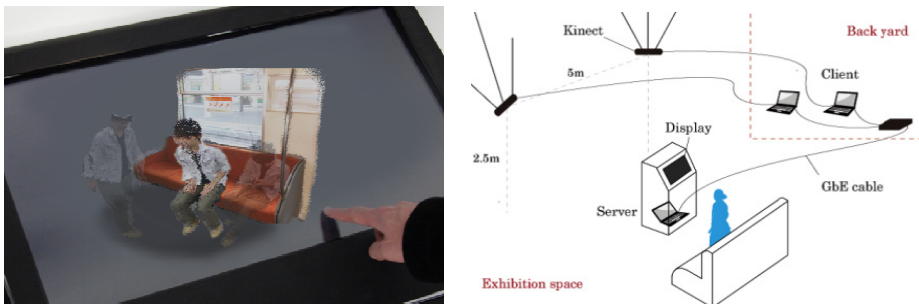 Kinect
5m
2.5m
Back yard
Client
Display
GbE cable
Server
Exhibition space